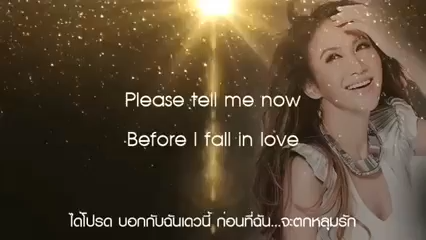 Please tell me now
Before I fall in love
ได้โปรด บอกกับฉันเดวนี้ ก่อนที่ฉัน...จะตกหลุมรัก